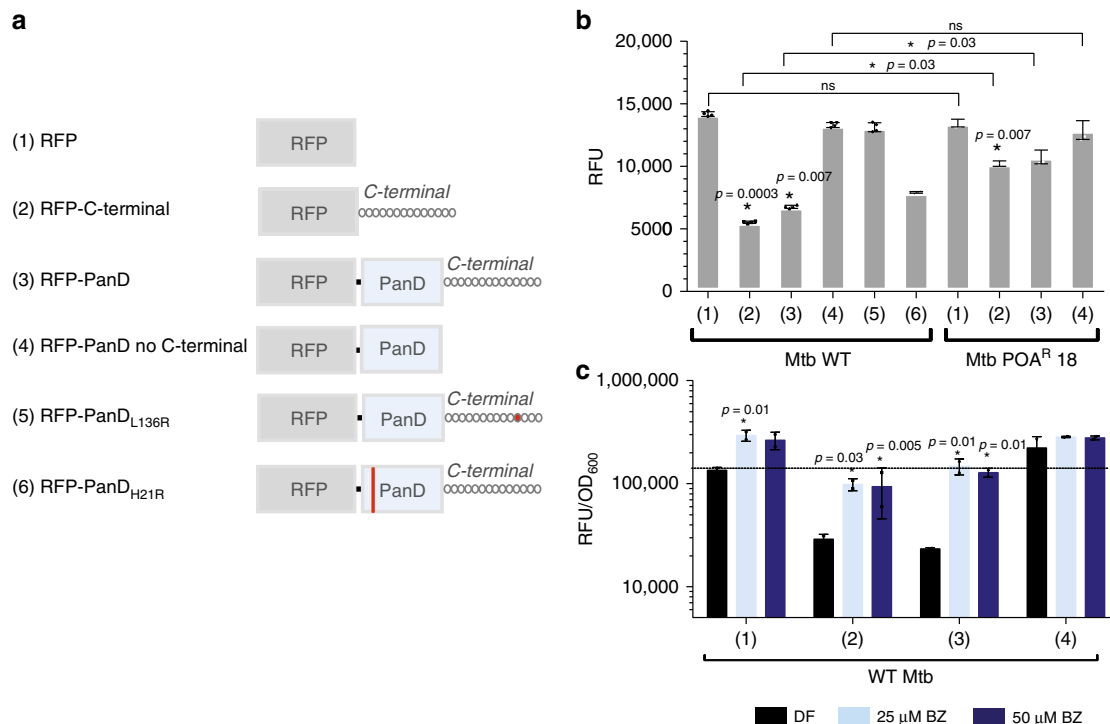 a
(1) RFP
RFP
(2) RFP-C-terminal
RFP
C-terminal
(3) RFP-PanD
RFP
PanD
C-terminal
(4) RFP-PanD no C-terminal
RFP
PanD
(5) RFP-PanD_L136R
RFP
PanD
C-terminal
(6) RFP-PanD_H21R
RFP
PanD
C-terminal
b
ns
* p = 0.03
* p = 0.03
ns
20,000
15,000
10,000
5000
0
RFU
p = 0.0003
*
p = 0.007
*
p = 0.007
*
(1) (2) (3) (4) (5) (6) (1) (2) (3) (4)
Mtb WT
Mtb POA^R 18
c
1,000,000
100,000
10,000
RFU/OD_600
p = 0.01
*
p = 0.03
*
p = 0.005
*
p = 0.01
*
p = 0.01
*
(1) (2) (3) (4)
WT Mtb
DF 25 μM BZ 50 μM BZ